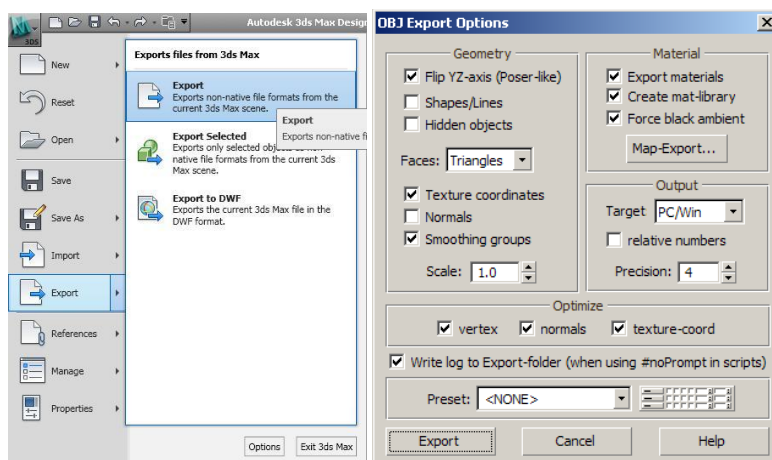 3DS
Autodesk 3ds Max Desig
New
Reset
Open
Save
Save As
Import
Export
References
Manage
Properties
Exports files from 3ds Max
Export
Exports non-native file formats from the
current 3ds Max scene.
Export
Exports non-native fi
Export Selected
Exports only selected
native file formats from the current 3ds
Max scene.
Export to DWF
Exports the current 3ds Max file in the
DWF format.
Options
Exit 3ds Max
OBJ Export Options
Geometry
Flip YZ-axis (Poser-like)
Shapes/Lines
Hidden objects
Faces: Triangles
Texture coordinates
Normals
Smoothing groups
Scale: 1.0
Material
Export materials
Create mat-library
Force black ambient
Map-Export...
Output
Target PC/Win
relative numbers
Precision: 4
Optimize
vertex normals texture-coord
Write log to Export-folder (when using #noPrompt in scripts)
Preset: <NONE>
Export Cancel Help